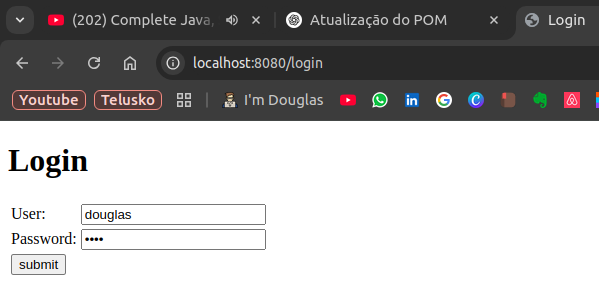 (202) Complete Java,
Atualização do POM
Login
localhost:8080/login
Youtube
Telusko
I'm Douglas
Login
User:
douglas
Password:
••••
submit